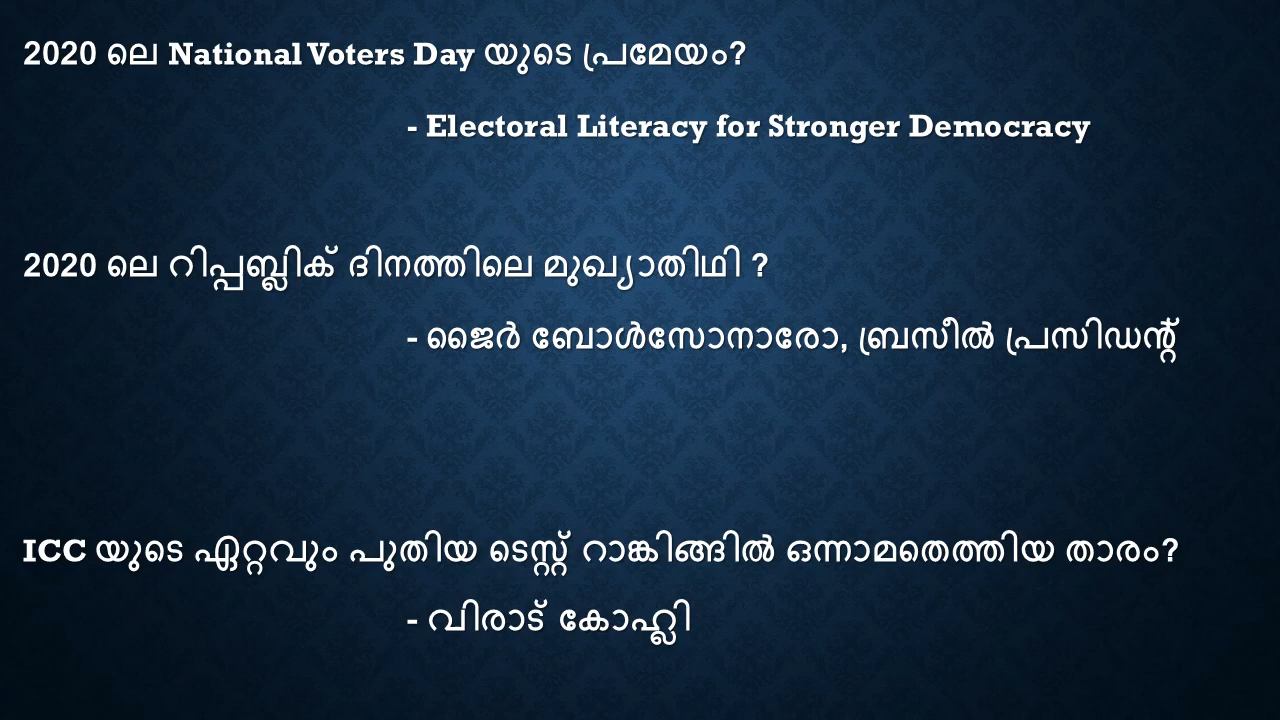 2020 ലെ National Voters Day യുടെ പ്രമേയം?
- Electoral Literacy for Stronger Democracy
2020 ലെ റിപ്പബ്ലിക് ദിനത്തിലെ മുഖ്യാതിഥി ?
- ജൈർ ബോൾസോനാരോ, ബ്രസീൽ പ്രസിഡന്റ്
ICC യുടെ ഏറ്റവും പുതിയ ടെസ്റ്റ് റാങ്കിങ്ങിൽ ഒന്നാമതെത്തിയ താരം?
- വിരാട് കോഹ്ലി